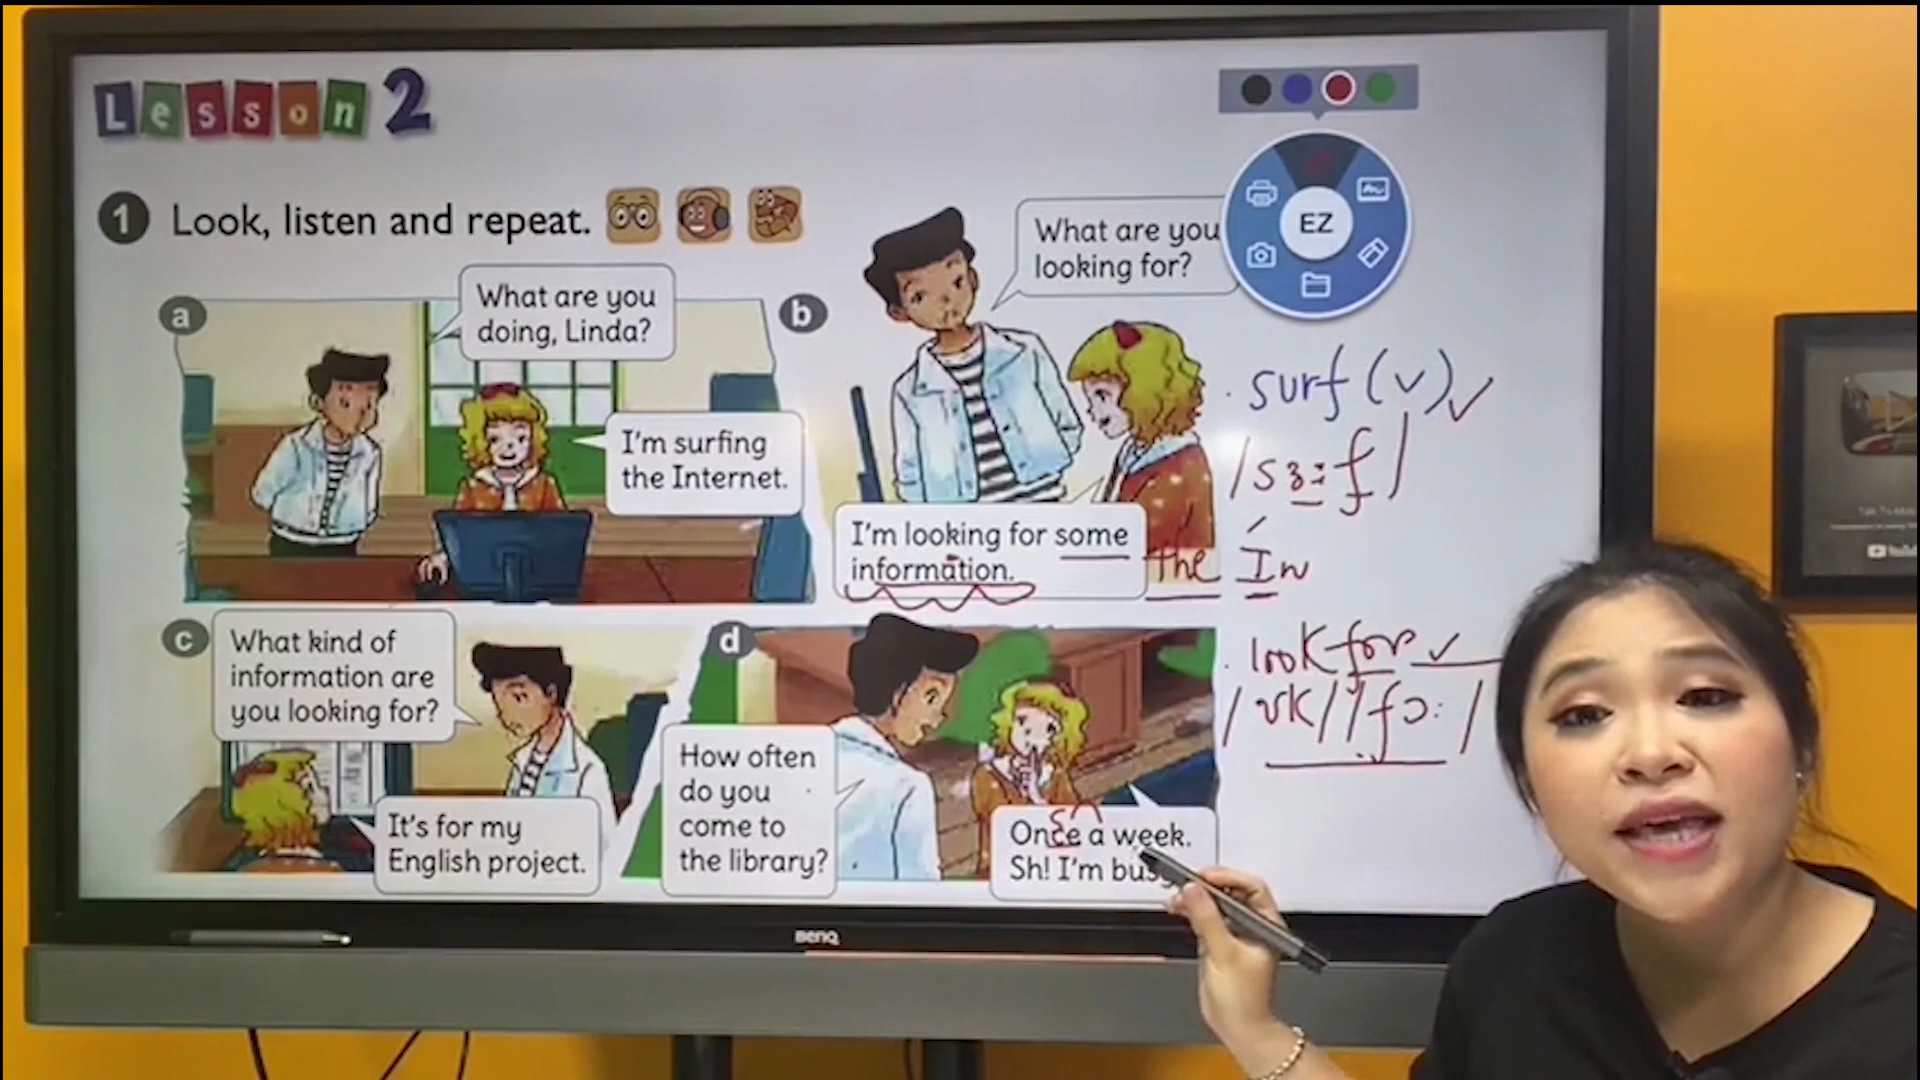 Lesson 2
1 Look, listen and repeat.
a
What are you
doing, Linda?
I'm surfing
the Internet.
b
What are you
looking for?
I'm looking for some
information.
c
What kind of
information are
you looking for?
It's for my
English project.
d
How often
do you
come to
the library?
Once a week.
Sh! I'm busy
EZ
surf (v)
/sɜːf/
the In
look for
/ʊk//fɔː/
BenQ
YouTube